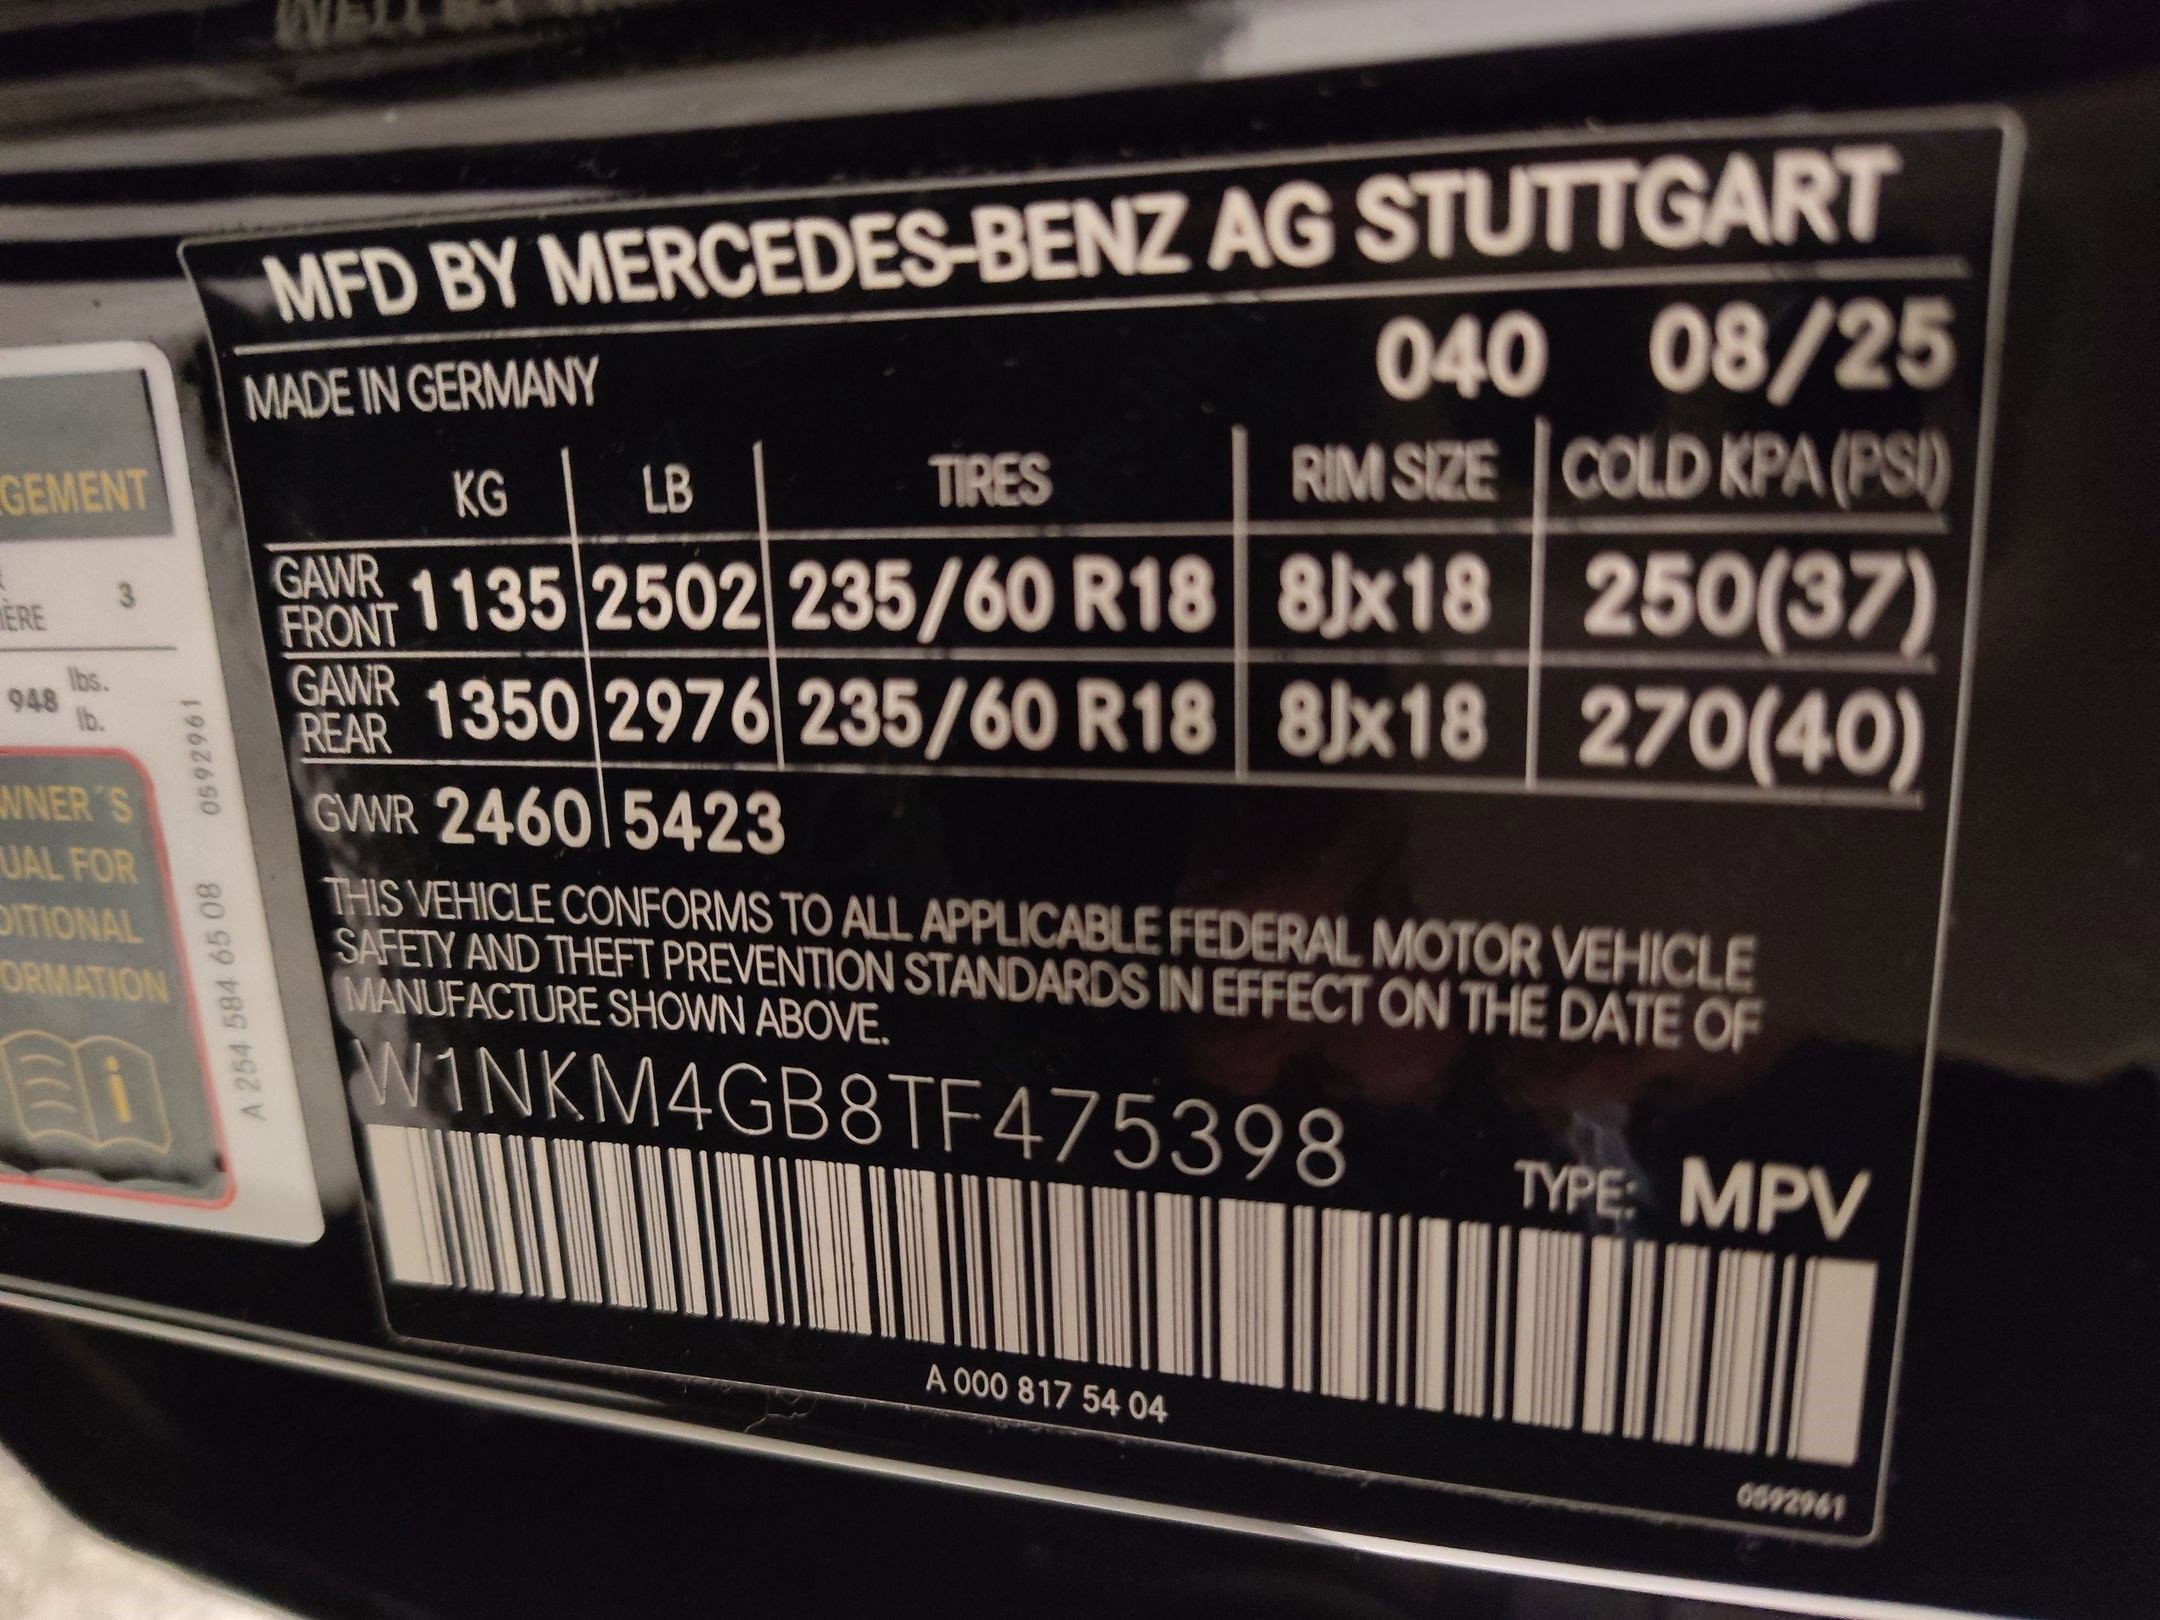 MFD BY MERCEDES-BENZ AG STUTTGART
MADE IN GERMANY 040 08/25
KG LB TIRES RIM SIZE COLD KPA (PSI)
GAWR FRONT 1135 2502 235/60 R18 8Jx18 250(37)
GAWR REAR 1350 2976 235/60 R18 8Jx18 270(40)
GVWR 2460 5423
THIS VEHICLE CONFORMS TO ALL APPLICABLE FEDERAL MOTOR VEHICLE
SAFETY AND THEFT PREVENTION STANDARDS IN EFFECT ON THE DATE OF
MANUFACTURE SHOWN ABOVE.
W1NKM4GB8TF475398
TYPE: MPV
A 000 817 54 04
0592961
GEMENT
IÈRE 3
948 lbs.
lb.
WNER´S
UAL FOR
DITIONAL
ORMATION
i
A 254 584 65 08 0592961